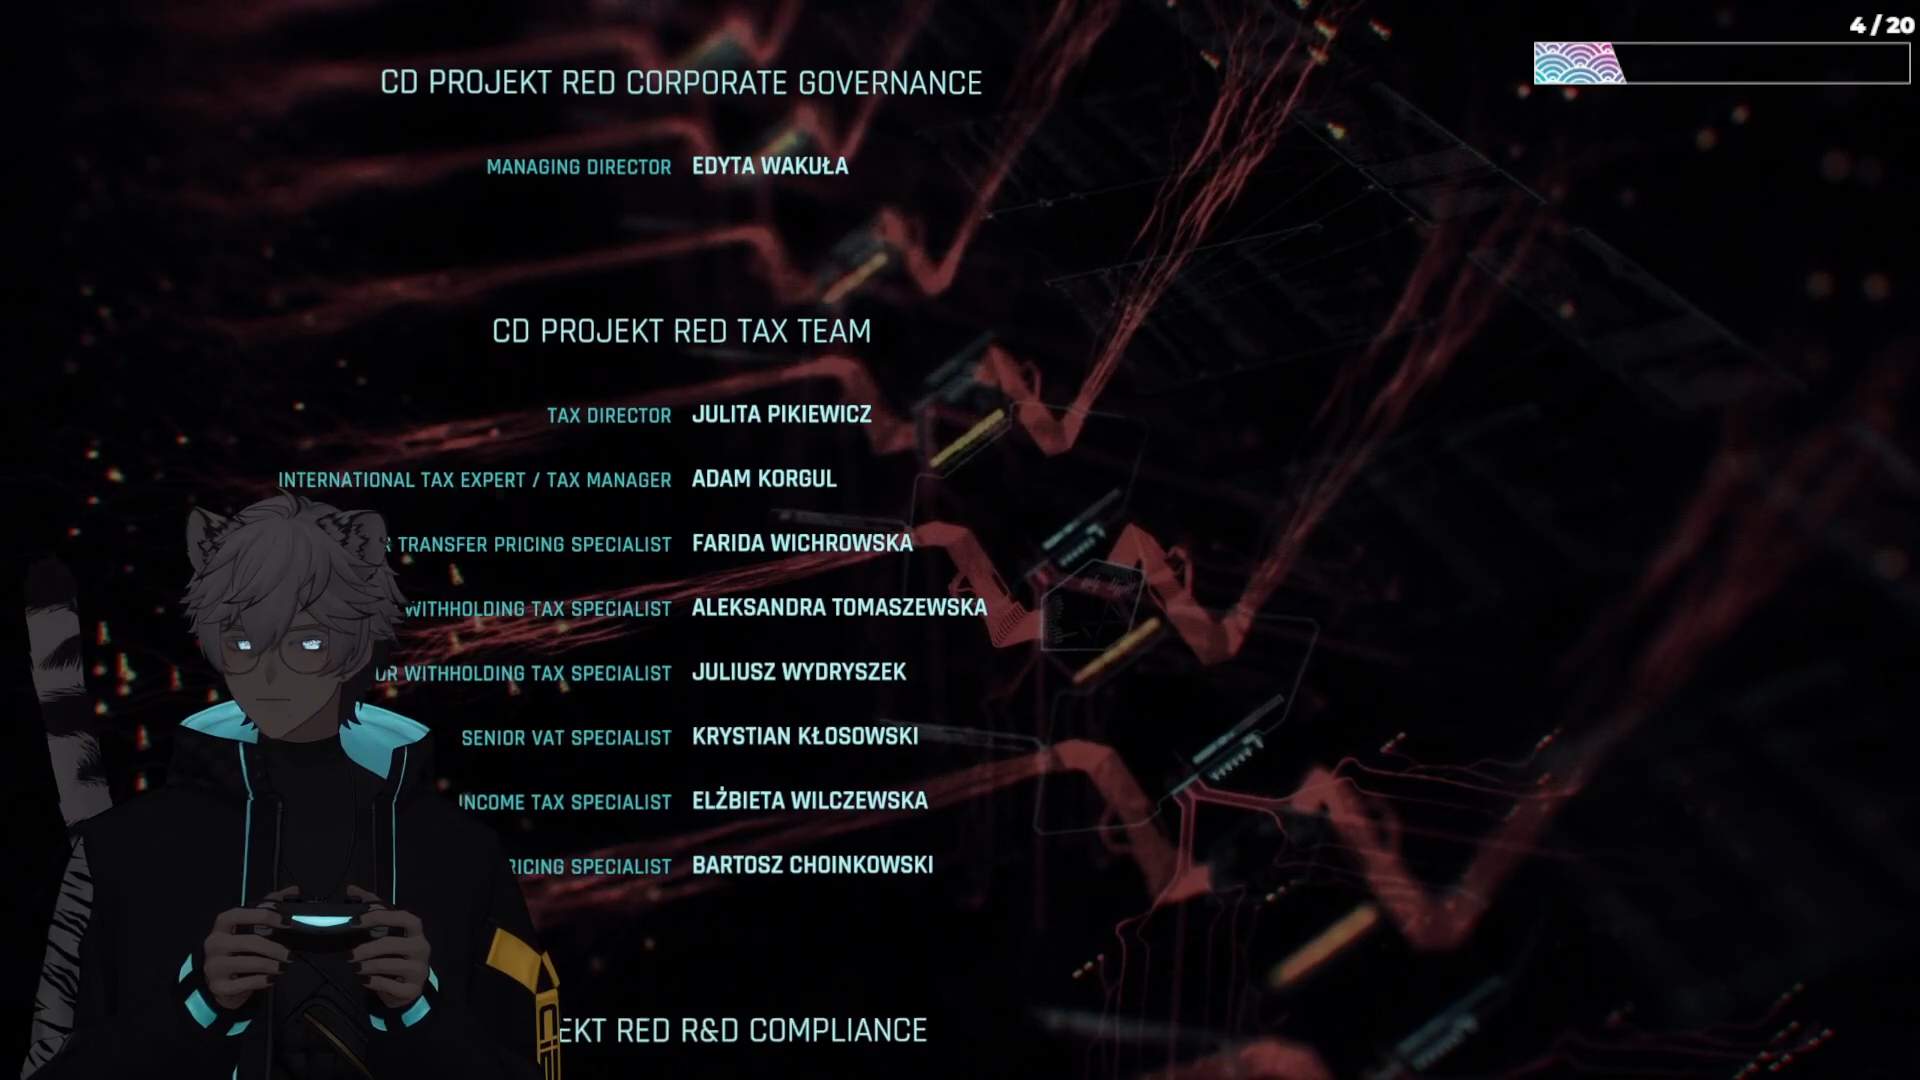 4 / 20
CD PROJEKT RED CORPORATE GOVERNANCE
MANAGING DIRECTOR EDYTA WAKUŁA
CD PROJEKT RED TAX TEAM
TAX DIRECTOR JULITA PIKIEWICZ
INTERNATIONAL TAX EXPERT / TAX MANAGER ADAM KORGUL
TRANSFER PRICING SPECIALIST FARIDA WICHROWSKA
WITHHOLDING TAX SPECIALIST ALEKSANDRA TOMASZEWSKA
WITHHOLDING TAX SPECIALIST JULIUSZ WYDRYSZEK
SENIOR VAT SPECIALIST KRYSTIAN KŁOSOWSKI
INCOME TAX SPECIALIST ELŻBIETA WILCZEWSKA
SPECIALIST BARTOSZ CHOINKOWSKI
RED R&D COMPLIANCE